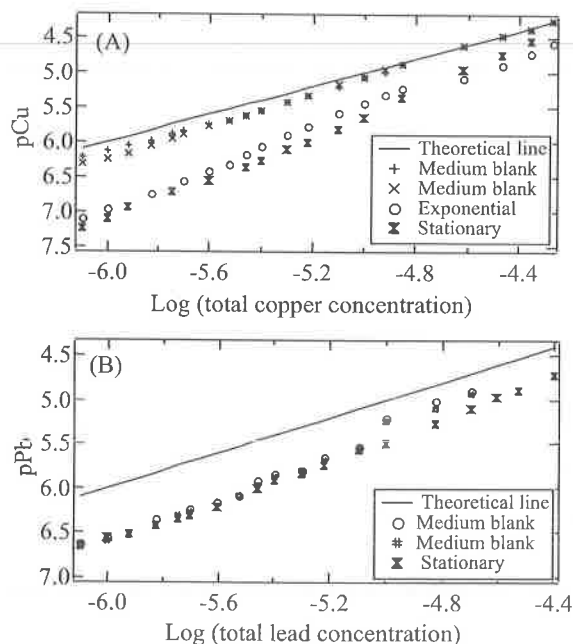 (A)
pCu
4.5
5.0
5.5
6.0
6.5
7.0
7.5
Theoretical line
Medium blank
Medium blank
Exponential
Stationary
-6.0 -5.6 -5.2 -4.8 -4.4
Log (total copper concentration)
(B)
pPb
4.5
5.0
5.5
6.0
6.5
7.0
Theoretical line
Medium blank
Medium blank
Stationary
-6.0 -5.6 -5.2 -4.8 -4.4
Log (total lead concentration)